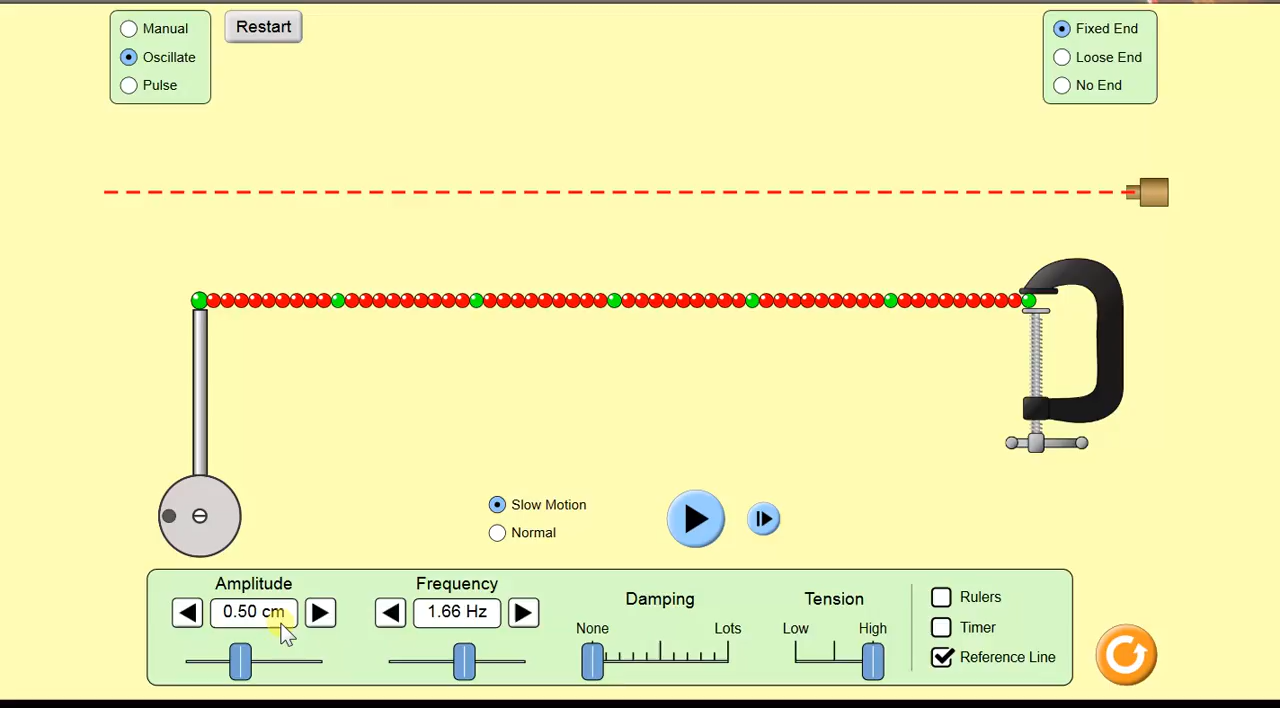 Manual
Oscillate
Pulse
Restart
Fixed End
Loose End
No End
Slow Motion
Normal
Amplitude
0.50 cm
Frequency
1.66 Hz
Damping
None
Lots
Tension
Low
High
Rulers
Timer
Reference Line